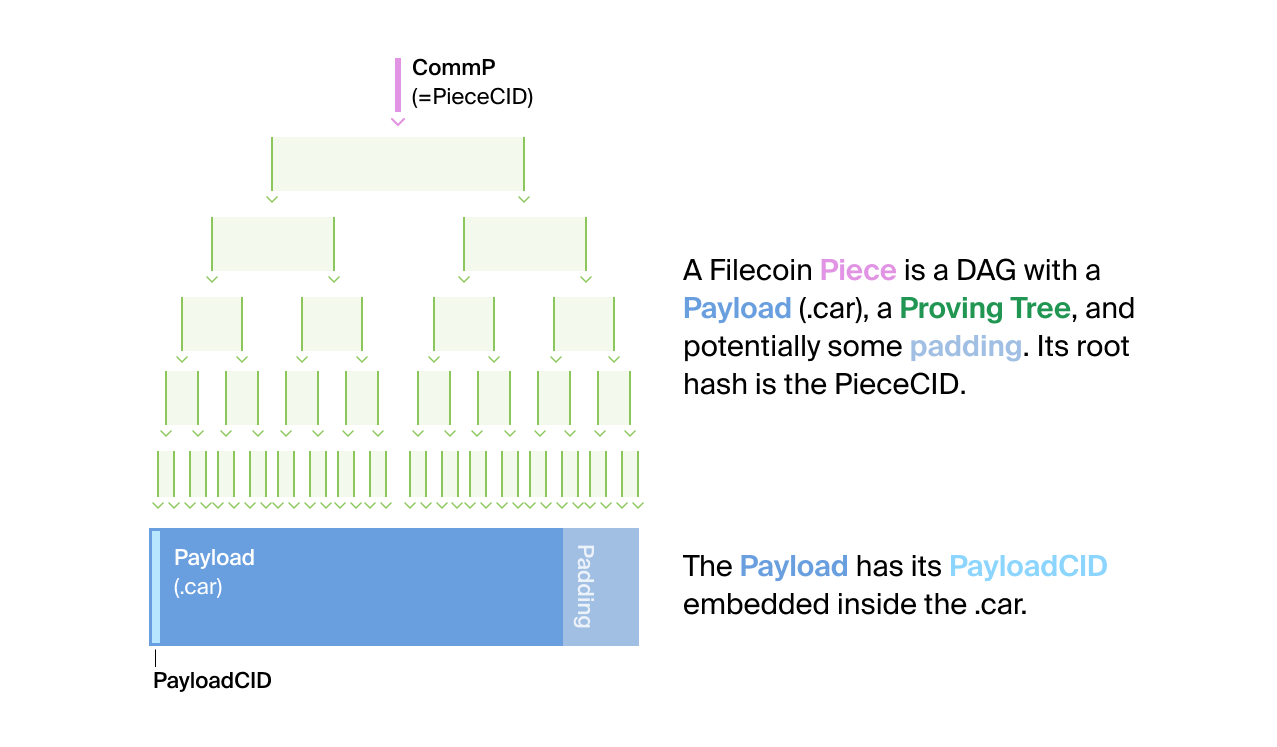 CommP
(=PieceCID)
A Filecoin Piece is a DAG with a
Payload (.car), a Proving Tree, and
potentially some padding. Its root
hash is the PieceCID.
Payload
(.car)
Padding
The Payload has its PayloadCID
embedded inside the .car.
PayloadCID